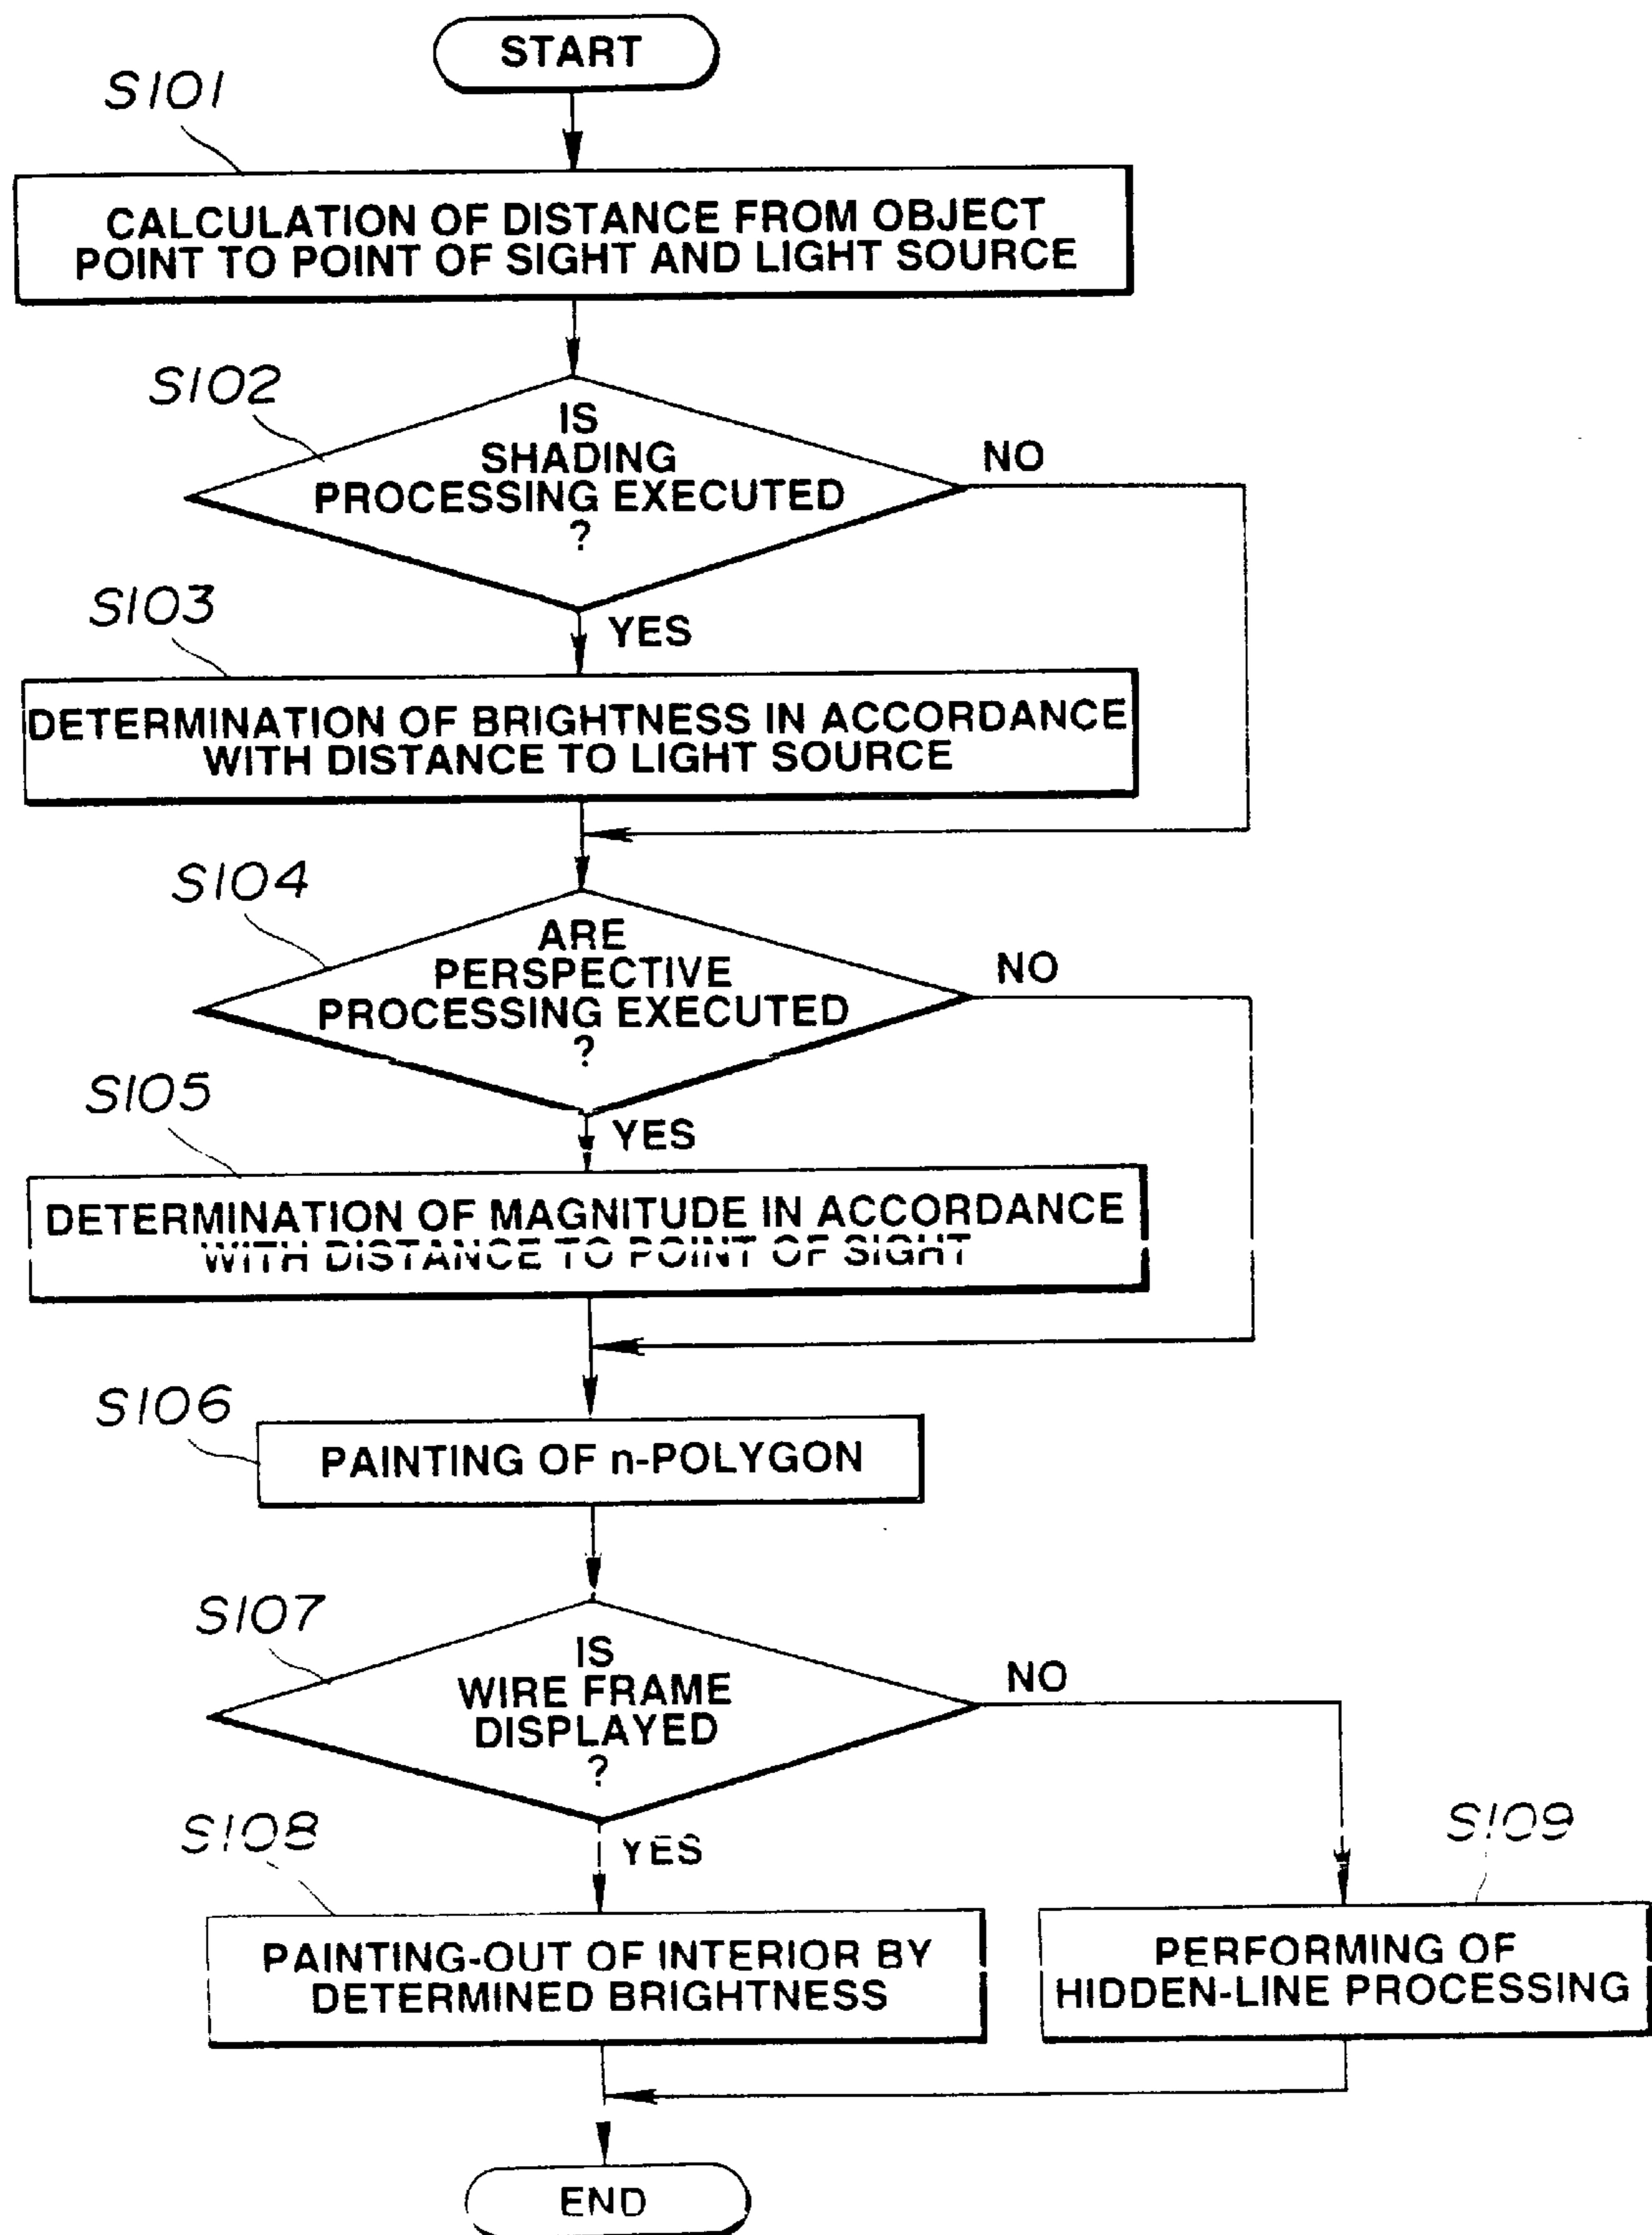 START
S101
CALCULATION OF DISTANCE FROM OBJECT
POINT TO POINT OF SIGHT AND LIGHT SOURCE
S102
IS
SHADING
PROCESSING EXECUTED
?
NO
YES
S103
DETERMINATION OF BRIGHTNESS IN ACCORDANCE
WITH DISTANCE TO LIGHT SOURCE
S104
ARE
PERSPECTIVE
PROCESSING EXECUTED
?
NO
YES
S105
DETERMINATION OF MAGNITUDE IN ACCORDANCE
WITH DISTANCE TO POINT OF SIGHT
S106
PAINTING OF n-POLYGON
S107
IS
WIRE FRAME
DISPLAYED
?
NO
YES
S108
PAINTING-OUT OF INTERIOR BY
DETERMINED BRIGHTNESS
S109
PERFORMING OF
HIDDEN-LINE PROCESSING
END